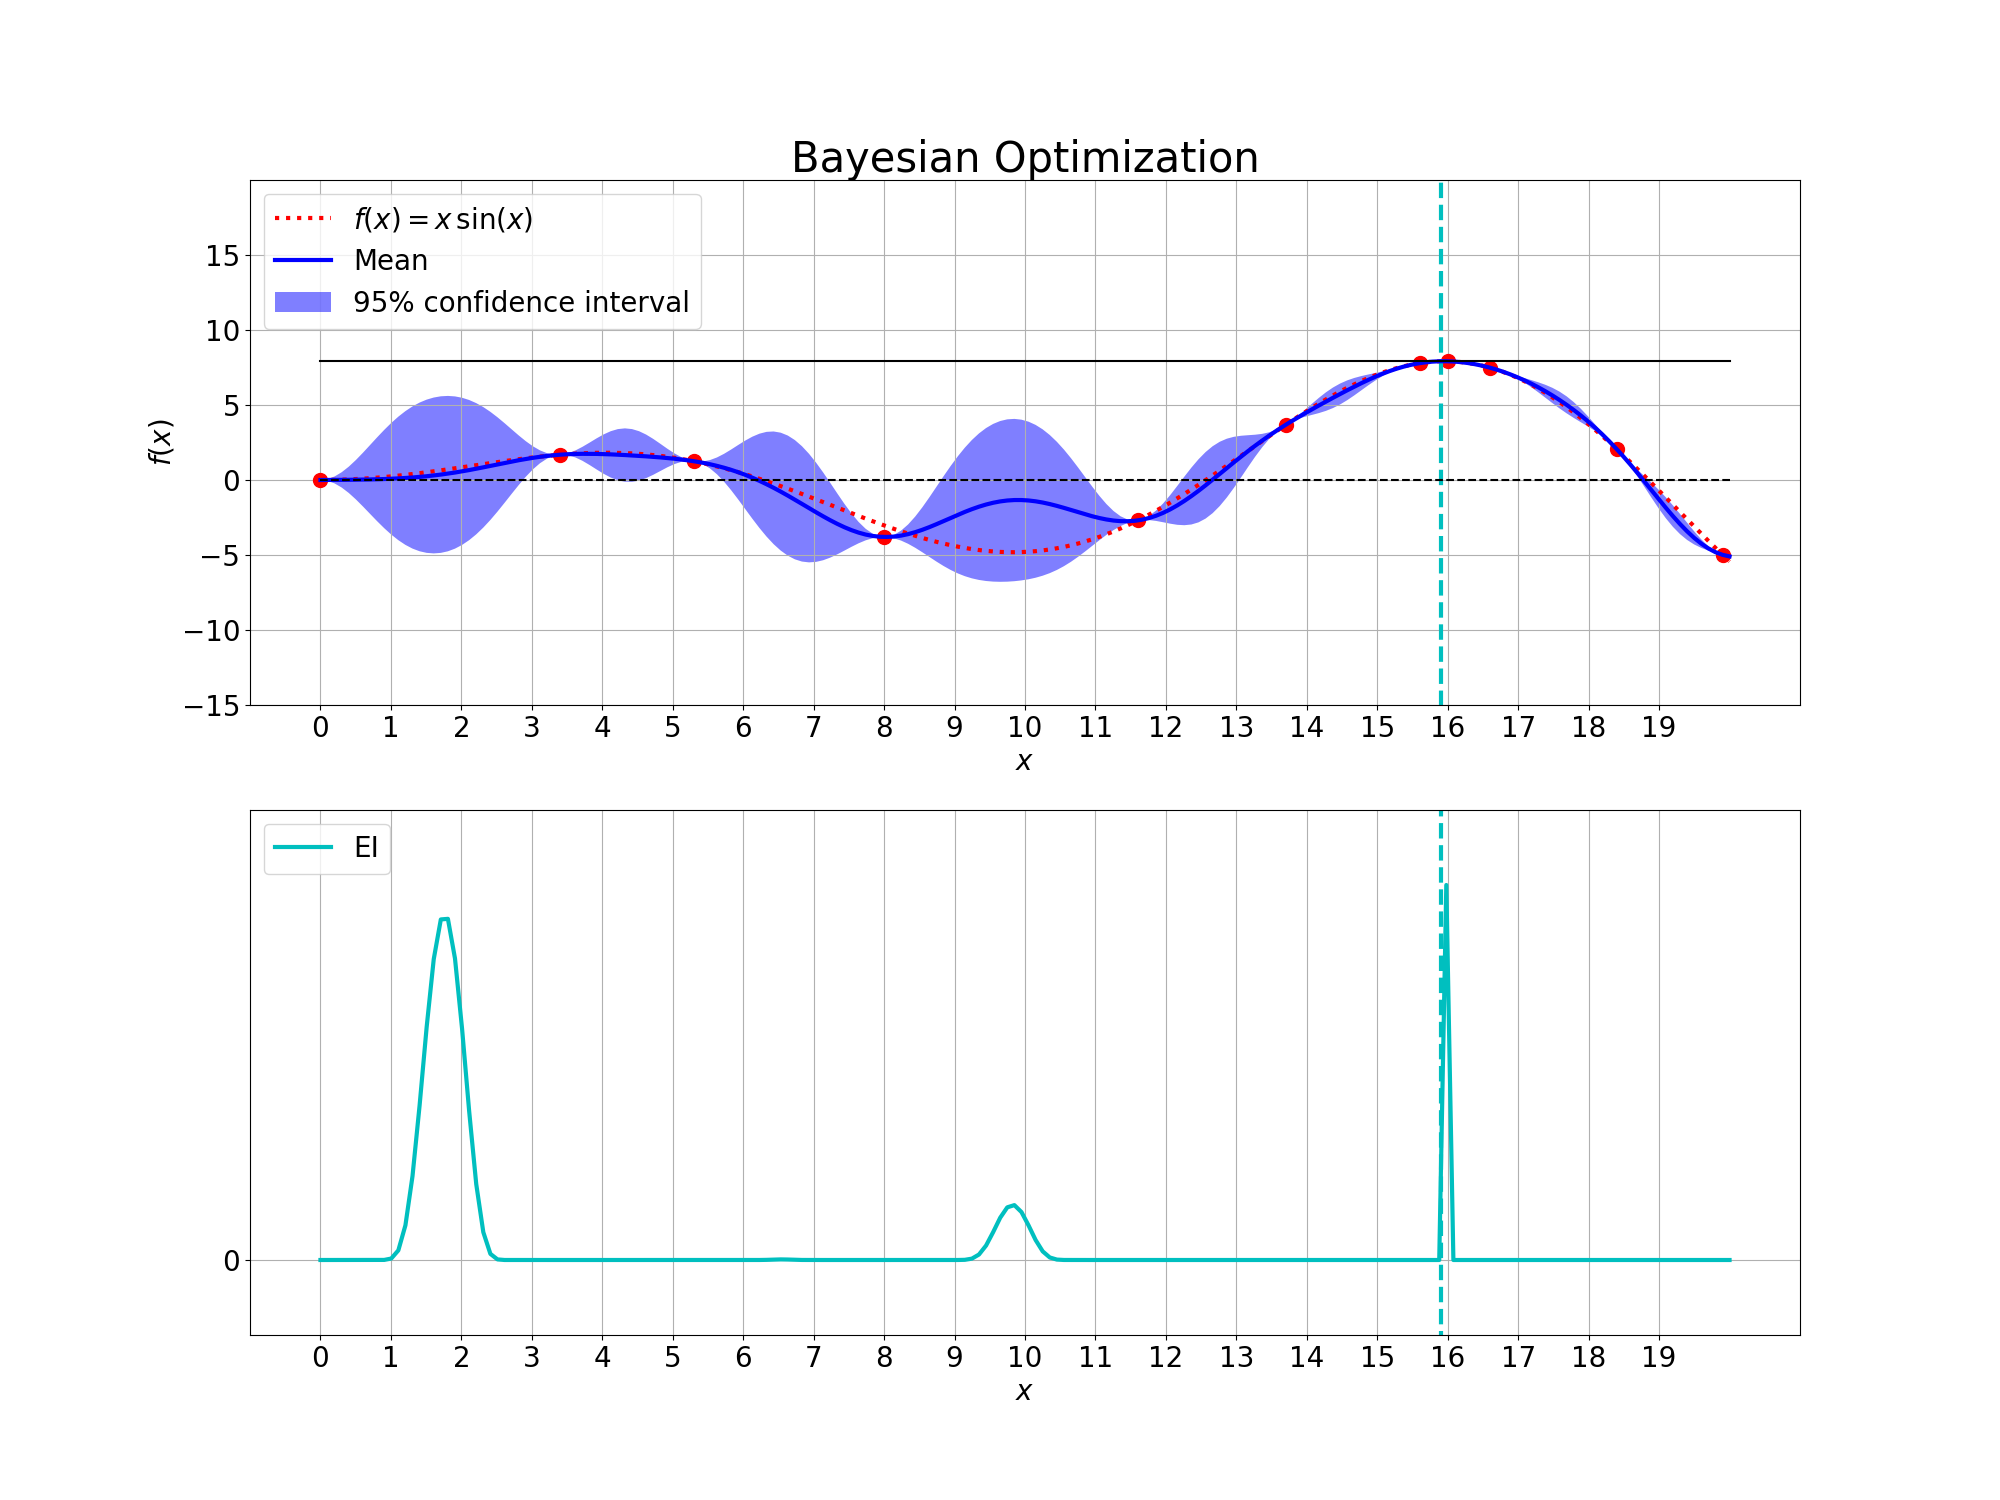 Bayesian Optimization
f(x) = x sin(x)
Mean
95% confidence interval
15
10
5
0
−5
−10
−15
f(x)
0 1 2 3 4 5 6 7 8 9 10 11 12 13 14 15 16 17 18 19
x
EI
0
0 1 2 3 4 5 6 7 8 9 10 11 12 13 14 15 16 17 18 19
x